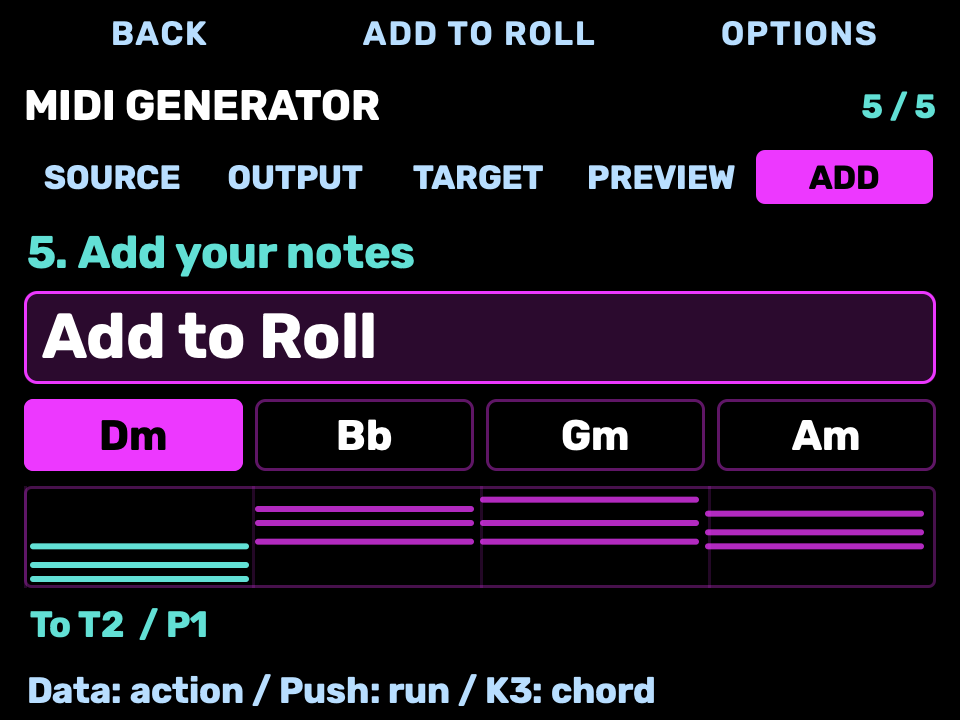 BACK ADD TO ROLL OPTIONS
MIDI GENERATOR 5 / 5
SOURCE OUTPUT TARGET PREVIEW ADD
5. Add your notes
Add to Roll
Dm Bb Gm Am
To T2 / P1
Data: action / Push: run / K3: chord